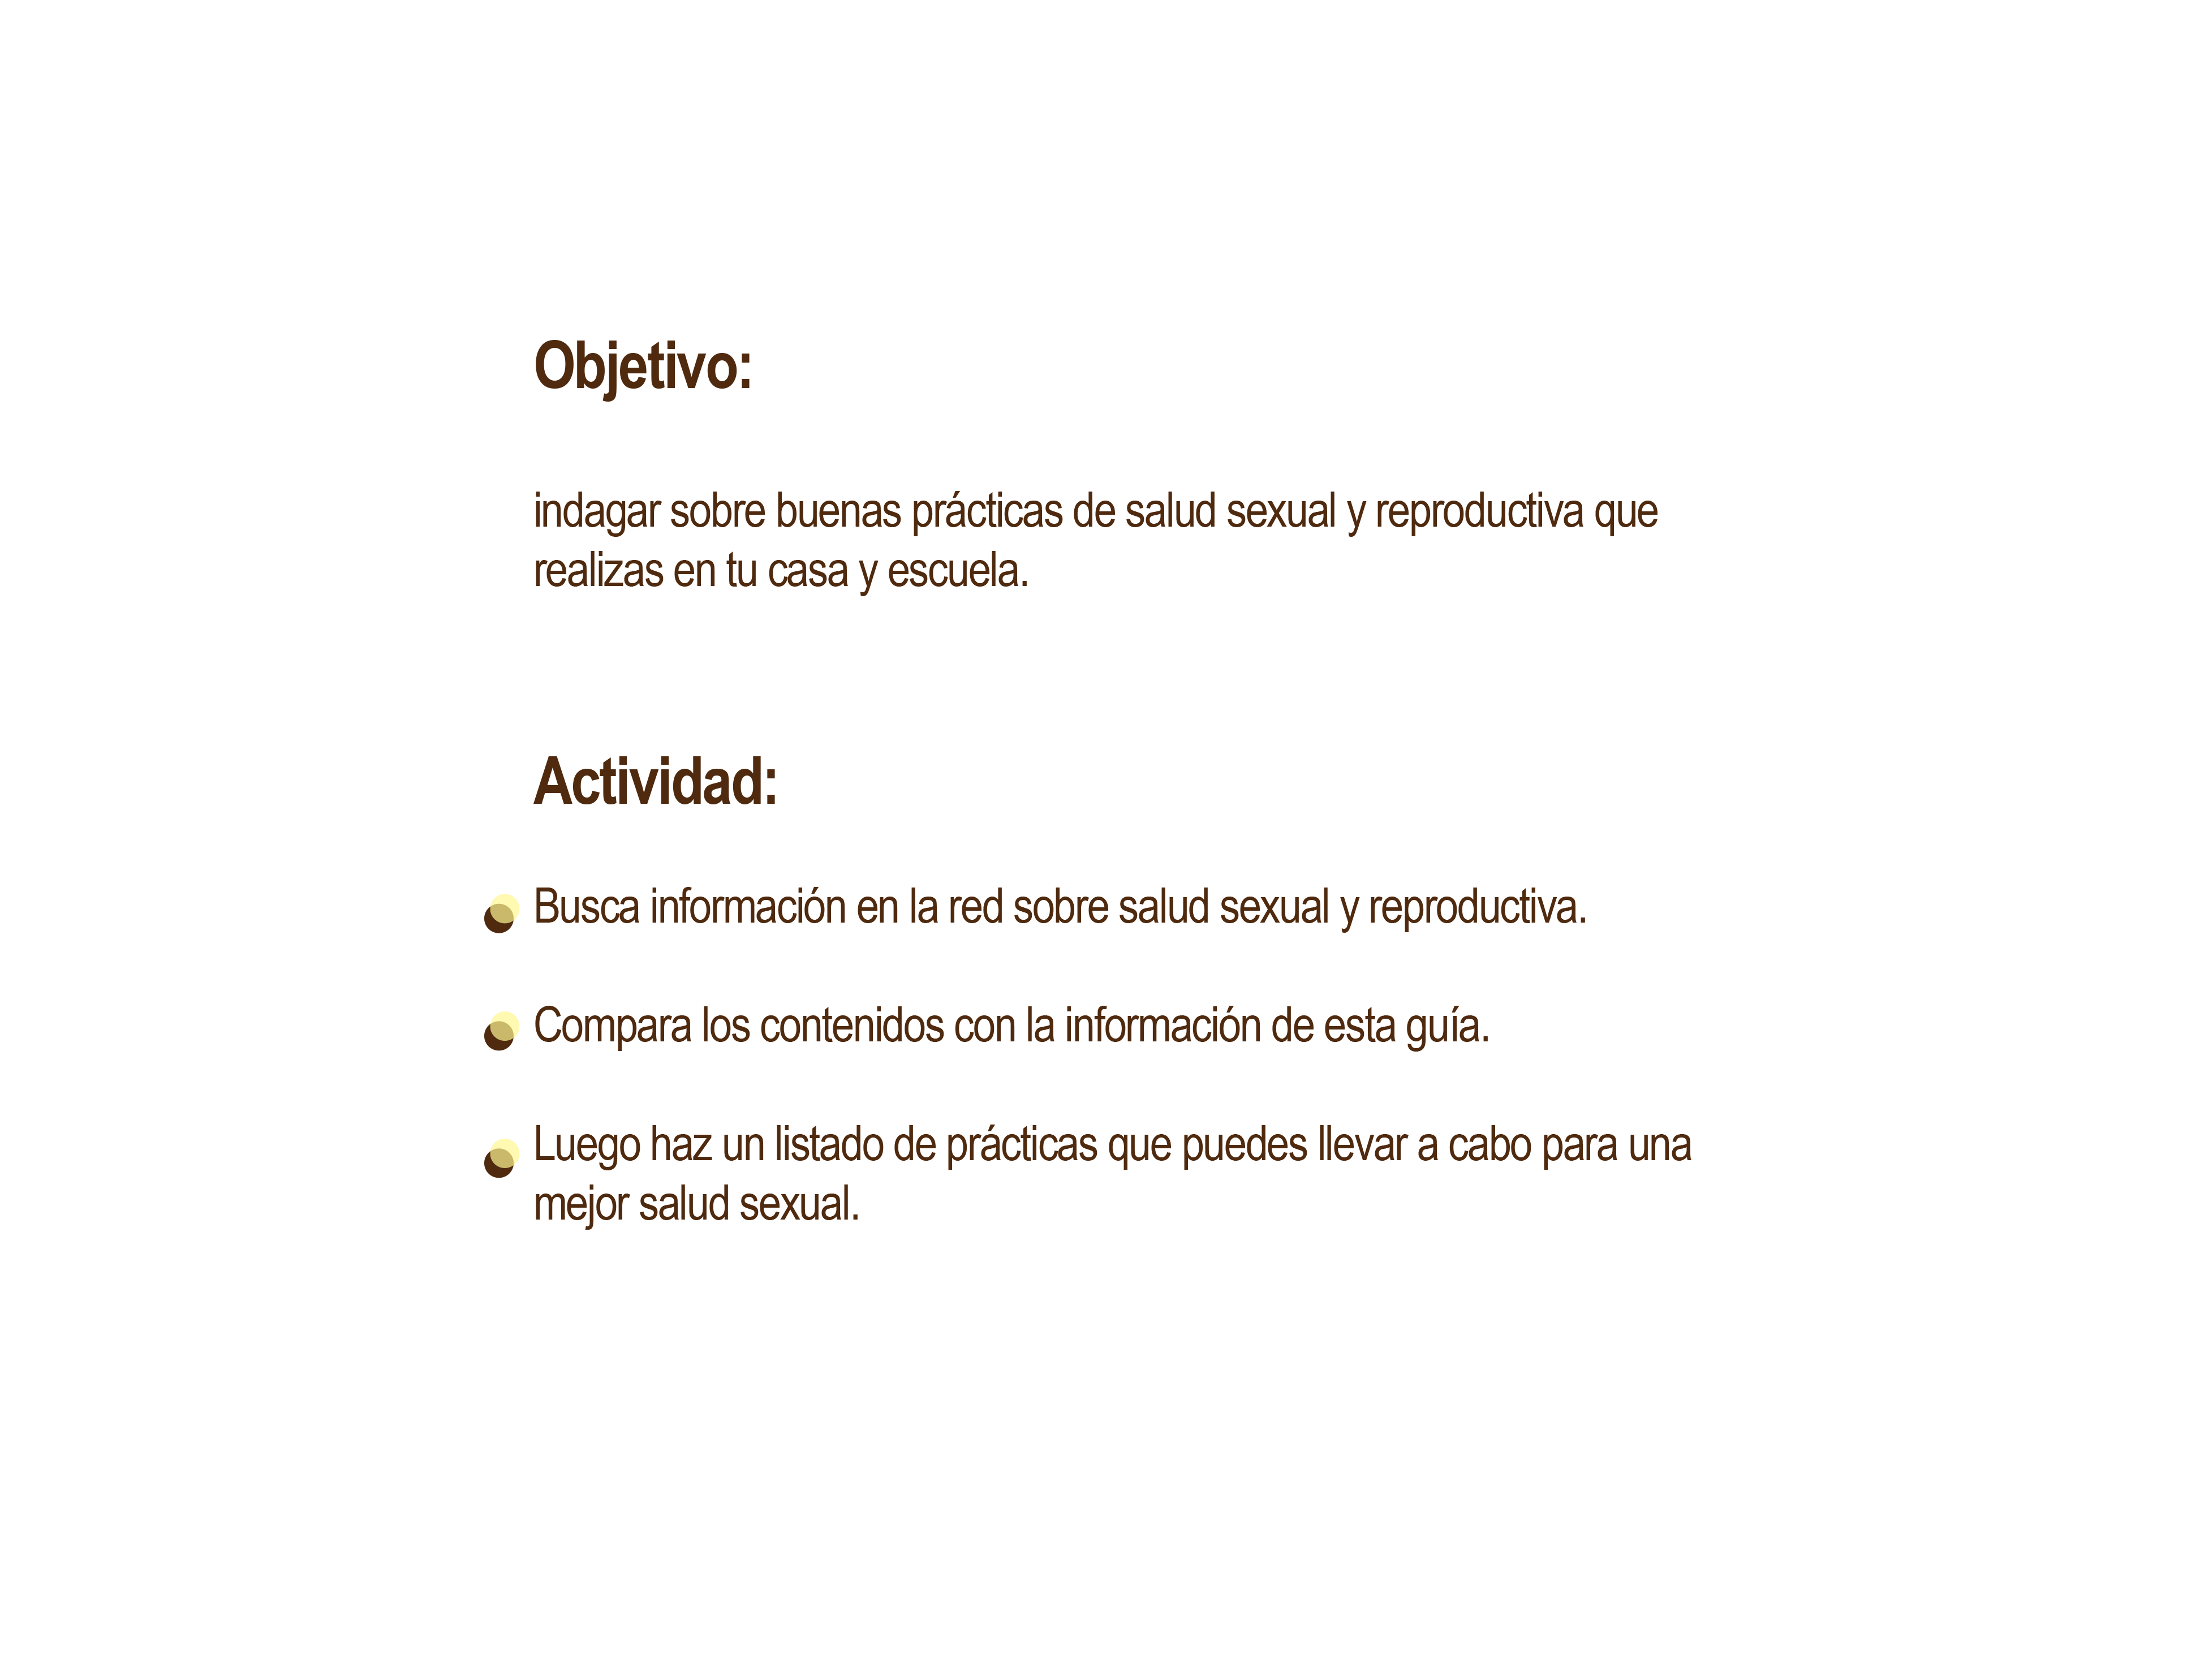 Objetivo:
indagar sobre buenas prácticas de salud sexual y reproductiva que
realizas en tu casa y escuela.
Actividad:
Busca información en la red sobre salud sexual y reproductiva.
Compara los contenidos con la información de esta guía.
Luego haz un listado de prácticas que puedes llevar a cabo para una
mejor salud sexual.